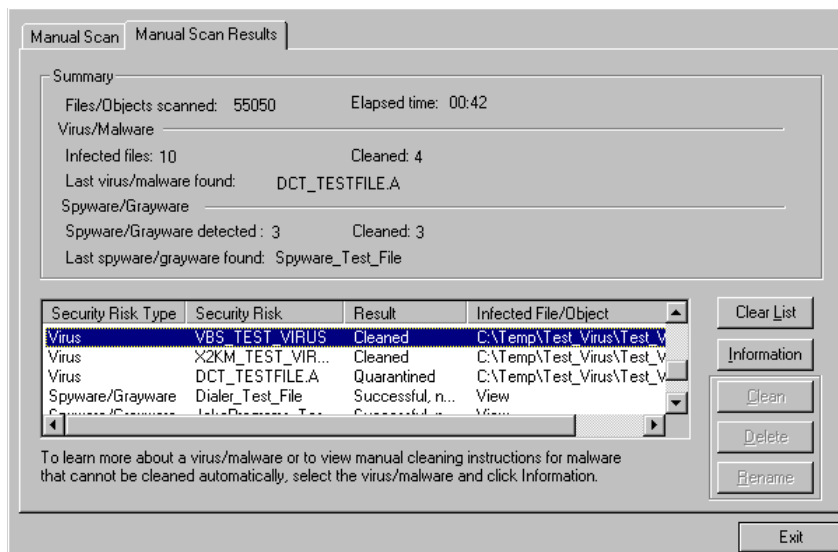 Manual Scan Manual Scan Results
Summary
Files/Objects scanned: 55050 Elapsed time: 00:42
Virus/Malware
Infected files: 10 Cleaned: 4
Last virus/malware found: DCT_TESTFILE.A
Spyware/Grayware
Spyware/Grayware detected : 3 Cleaned: 3
Last spyware/grayware found: Spyware_Test_File
Security Risk Type Security Risk Result Infected File/Object
Virus VBS_TEST_VIRUS Cleaned C:\Temp\Test_Virus\Test_V
Virus X2KM_TEST_VIR... Cleaned C:\Temp\Test_Virus\Test_V
Virus DCT_TESTFILE.A Quarantined C:\Temp\Test_Virus\Test_V
Spyware/Grayware Dialer_Test_File Successful, n... View
Clear List
Information
Clean
Delete
Rename
To learn more about a virus/malware or to view manual cleaning instructions for malware
that cannot be cleaned automatically, select the virus/malware and click Information.
Exit